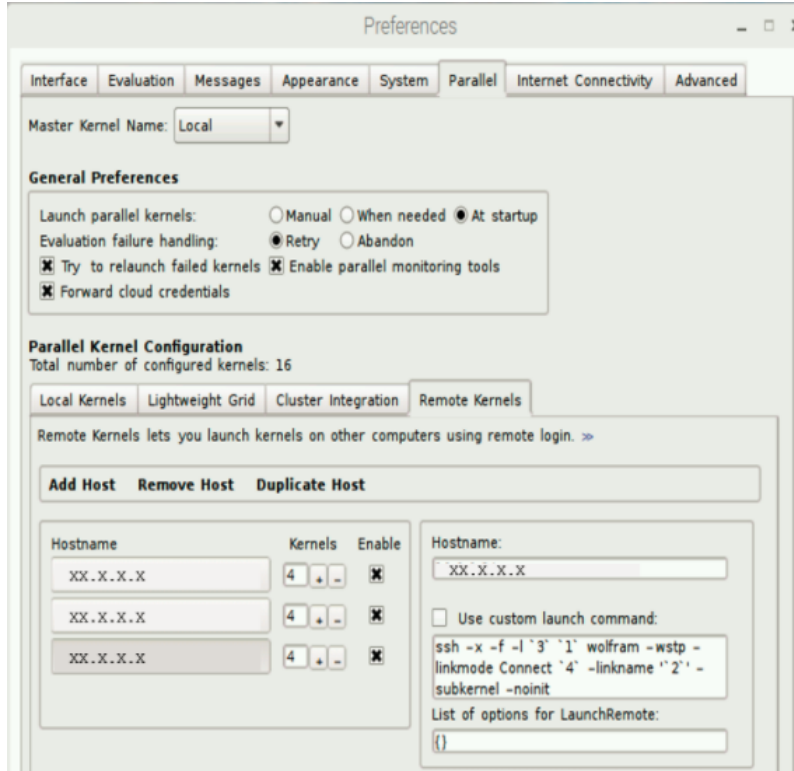 Preferences
Interface Evaluation Messages Appearance System Parallel Internet Connectivity Advanced
Master Kernel Name: Local
General Preferences
Launch parallel kernels: Manual When needed At startup
Evaluation failure handling: Retry Abandon
Try to relaunch failed kernels Enable parallel monitoring tools
Forward cloud credentials
Parallel Kernel Configuration
Total number of configured kernels: 16
Local Kernels Lightweight Grid Cluster Integration Remote Kernels
Remote Kernels lets you launch kernels on other computers using remote login. »
Add Host Remove Host Duplicate Host
Hostname Kernels Enable
xx.x.x.x 4 + -
xx.x.x.x 4 + -
xx.x.x.x 4 + -
Hostname:
xx.x.x.x
Use custom launch command:
ssh -x -f -l `3` `1` wolfram -wstp -
linkmode Connect `4` -linkname '`2`' -
subkernel -noinit
List of options for LaunchRemote:
{}